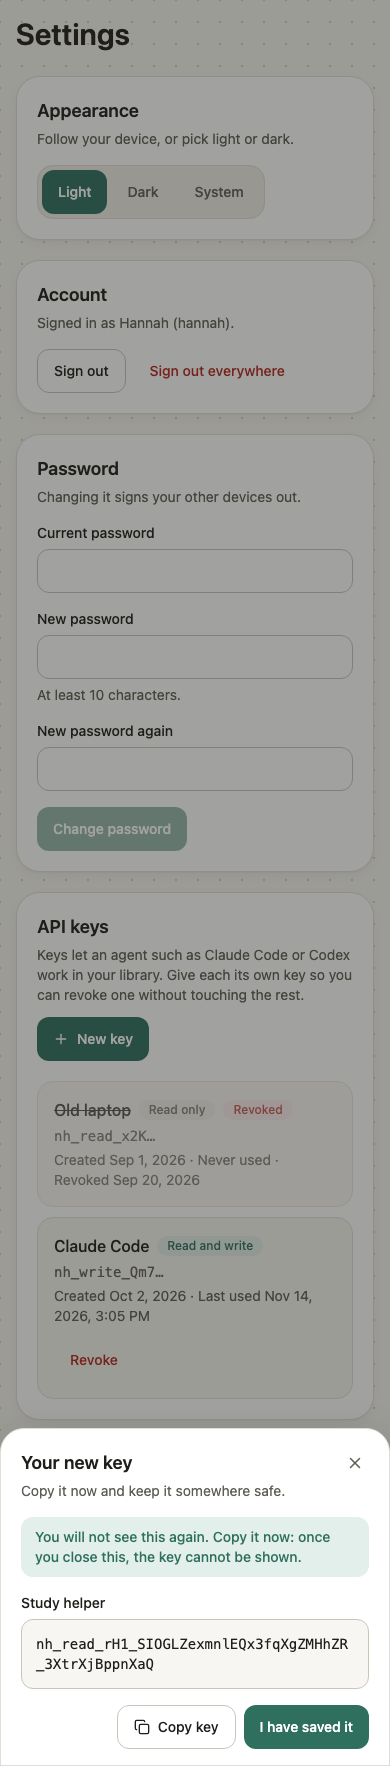 Settings
Appearance
Follow your device, or pick light or dark.
Light Dark System
Account
Signed in as Hannah (hannah).
Sign out Sign out everywhere
Password
Changing it signs your other devices out.
Current password
New password
At least 10 characters.
New password again
Change password
API keys
Keys let an agent such as Claude Code or Codex
work in your library. Give each its own key so you
can revoke one without touching the rest.
New key
Old laptop Read only Revoked
nh_read_x2K…
Created Sep 1, 2026 · Never used ·
Revoked Sep 20, 2026
Claude Code Read and write
nh_write_Qm7…
Created Oct 2, 2026 · Last used Nov 14,
2026, 3:05 PM
Revoke
Your new key
Copy it now and keep it somewhere safe.
You will not see this again. Copy it now: once
you close this, the key cannot be shown.
Study helper
nh_read_rH1_SIOGLZexmnlEQx3fqXgZMHhZR
_3XtrXjBppnXaQ
Copy key I have saved it